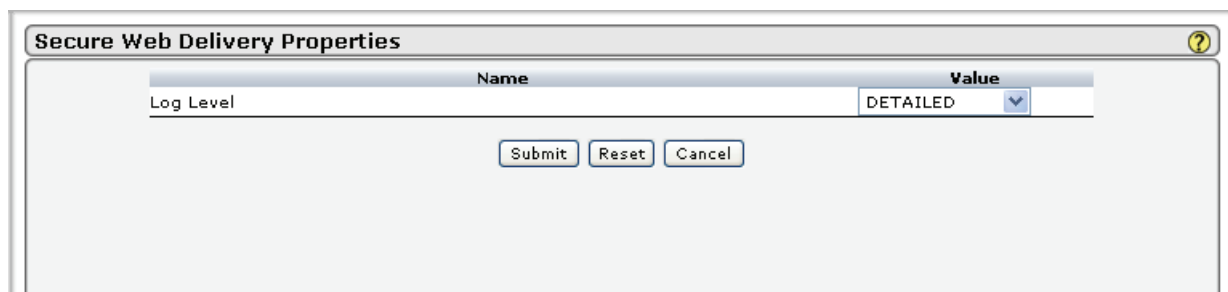 Secure Web Delivery Properties ?
Name Value
Log Level DETAILED
Submit Reset Cancel